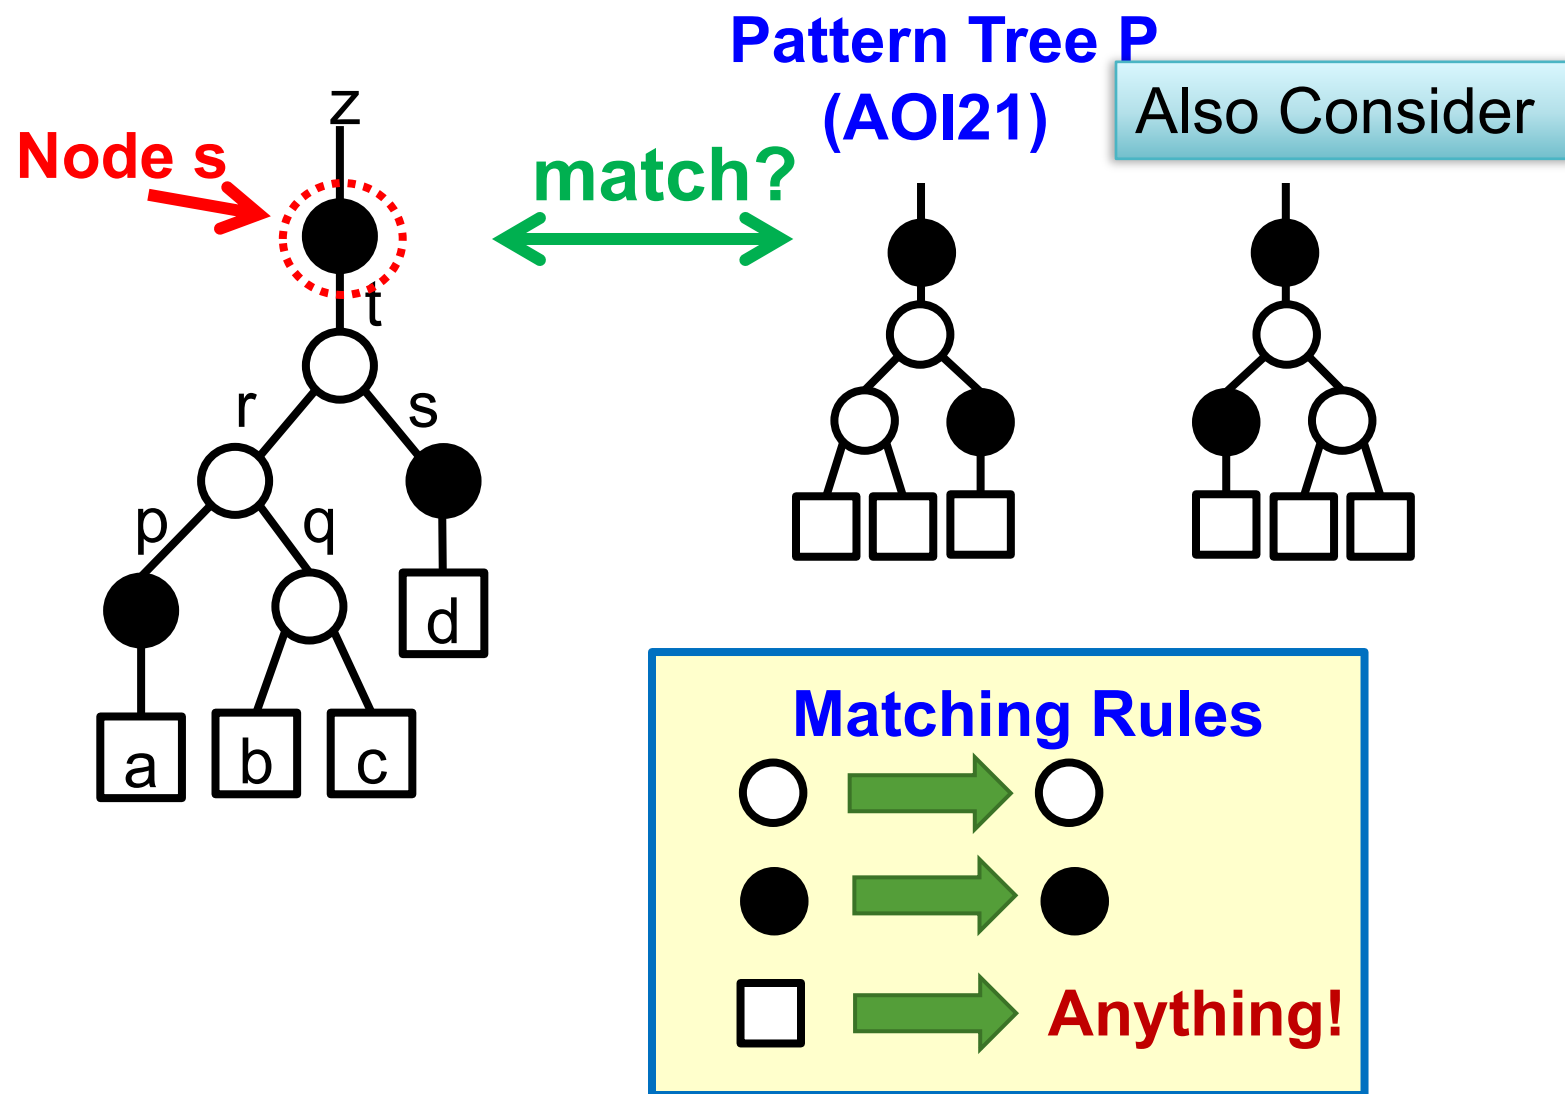 Pattern Tree P
(AOI21)
Also Consider
z
Node s
match?
t
r
s
p
q
d
a
b
c
Matching Rules
Anything!